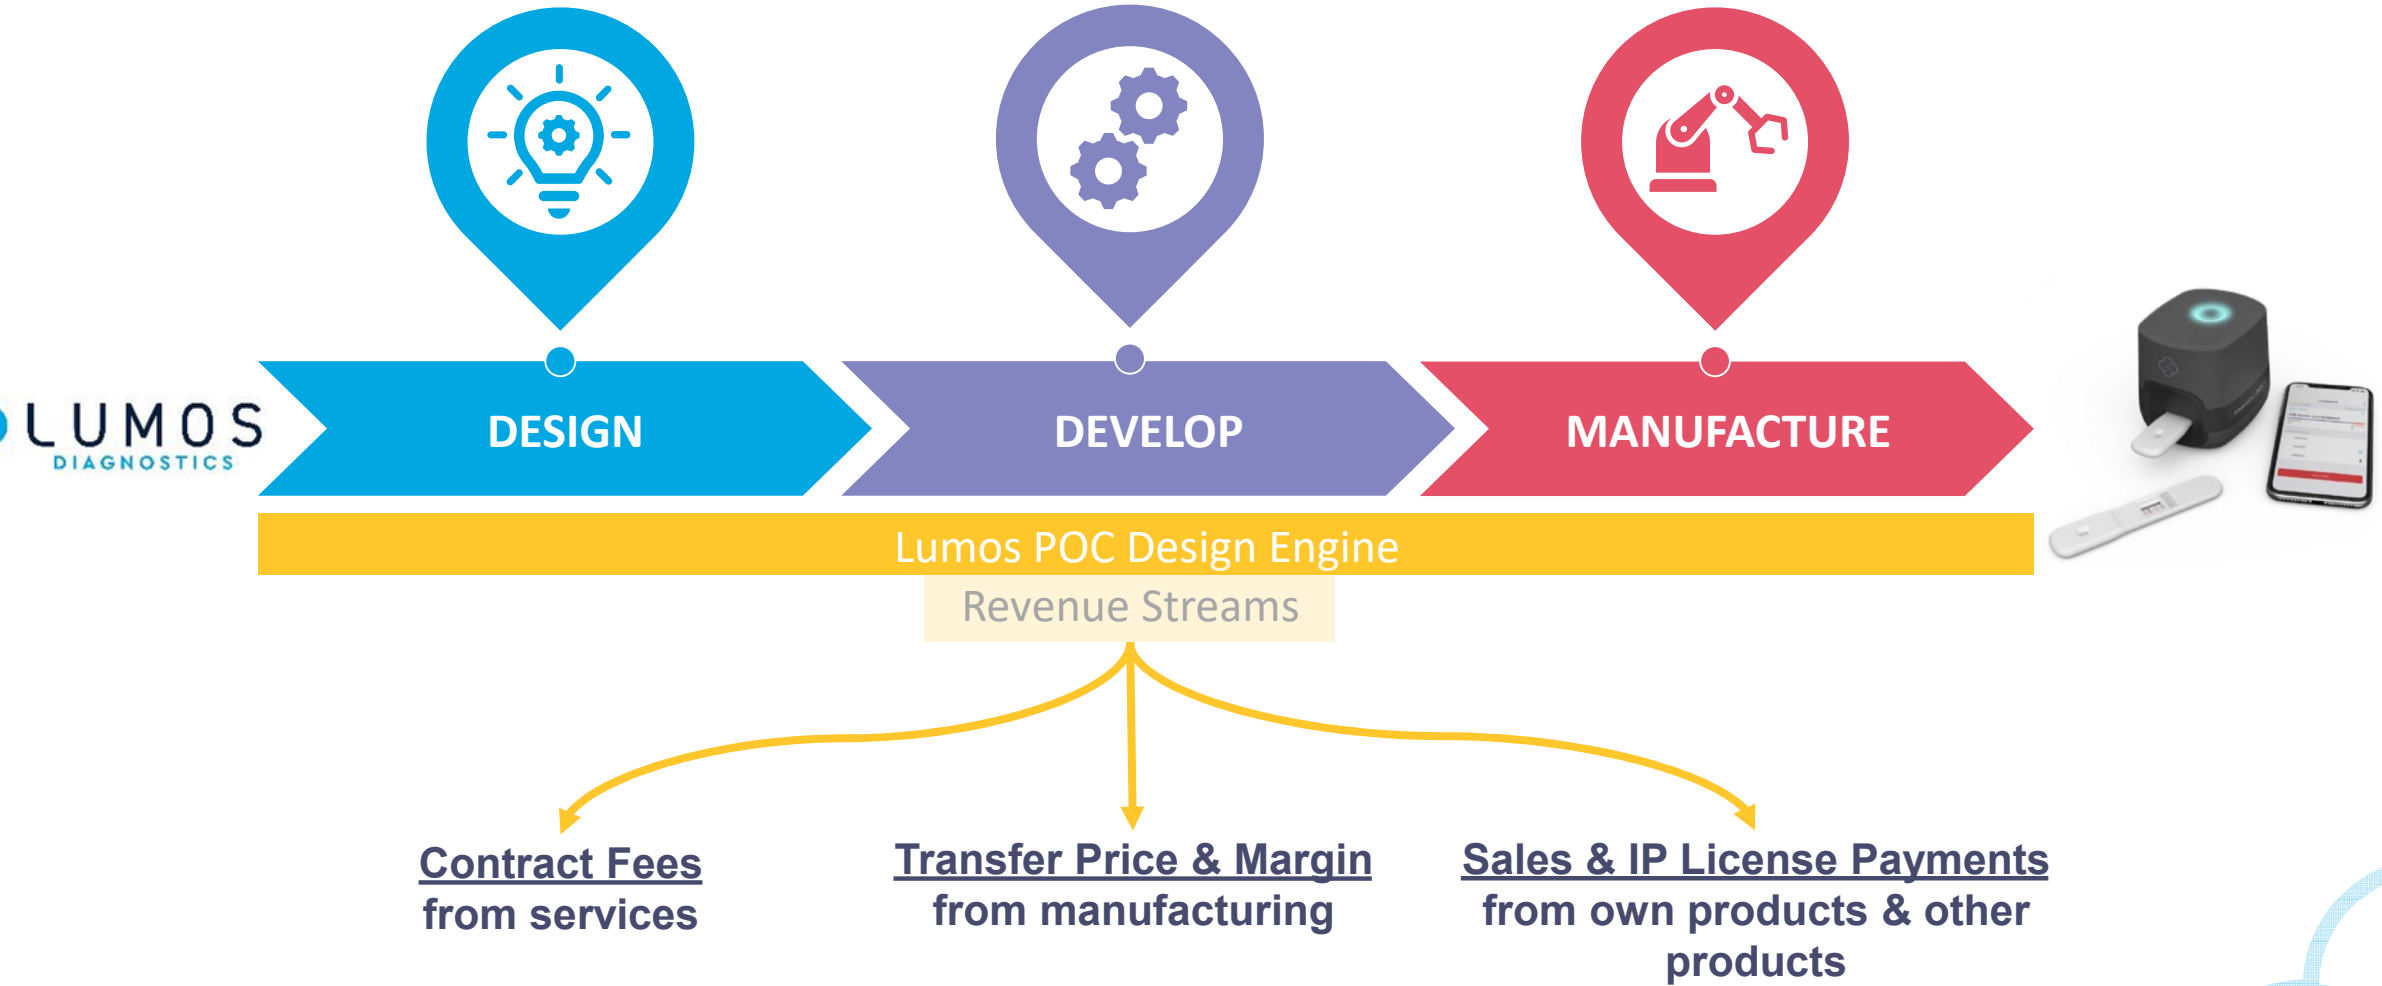 LUMOS
DIAGNOSTICS
DESIGN
DEVELOP
MANUFACTURE
Lumos POC Design Engine
Revenue Streams
Contract Fees
from services
Transfer Price & Margin
from manufacturing
Sales & IP License Payments
from own products & other
products